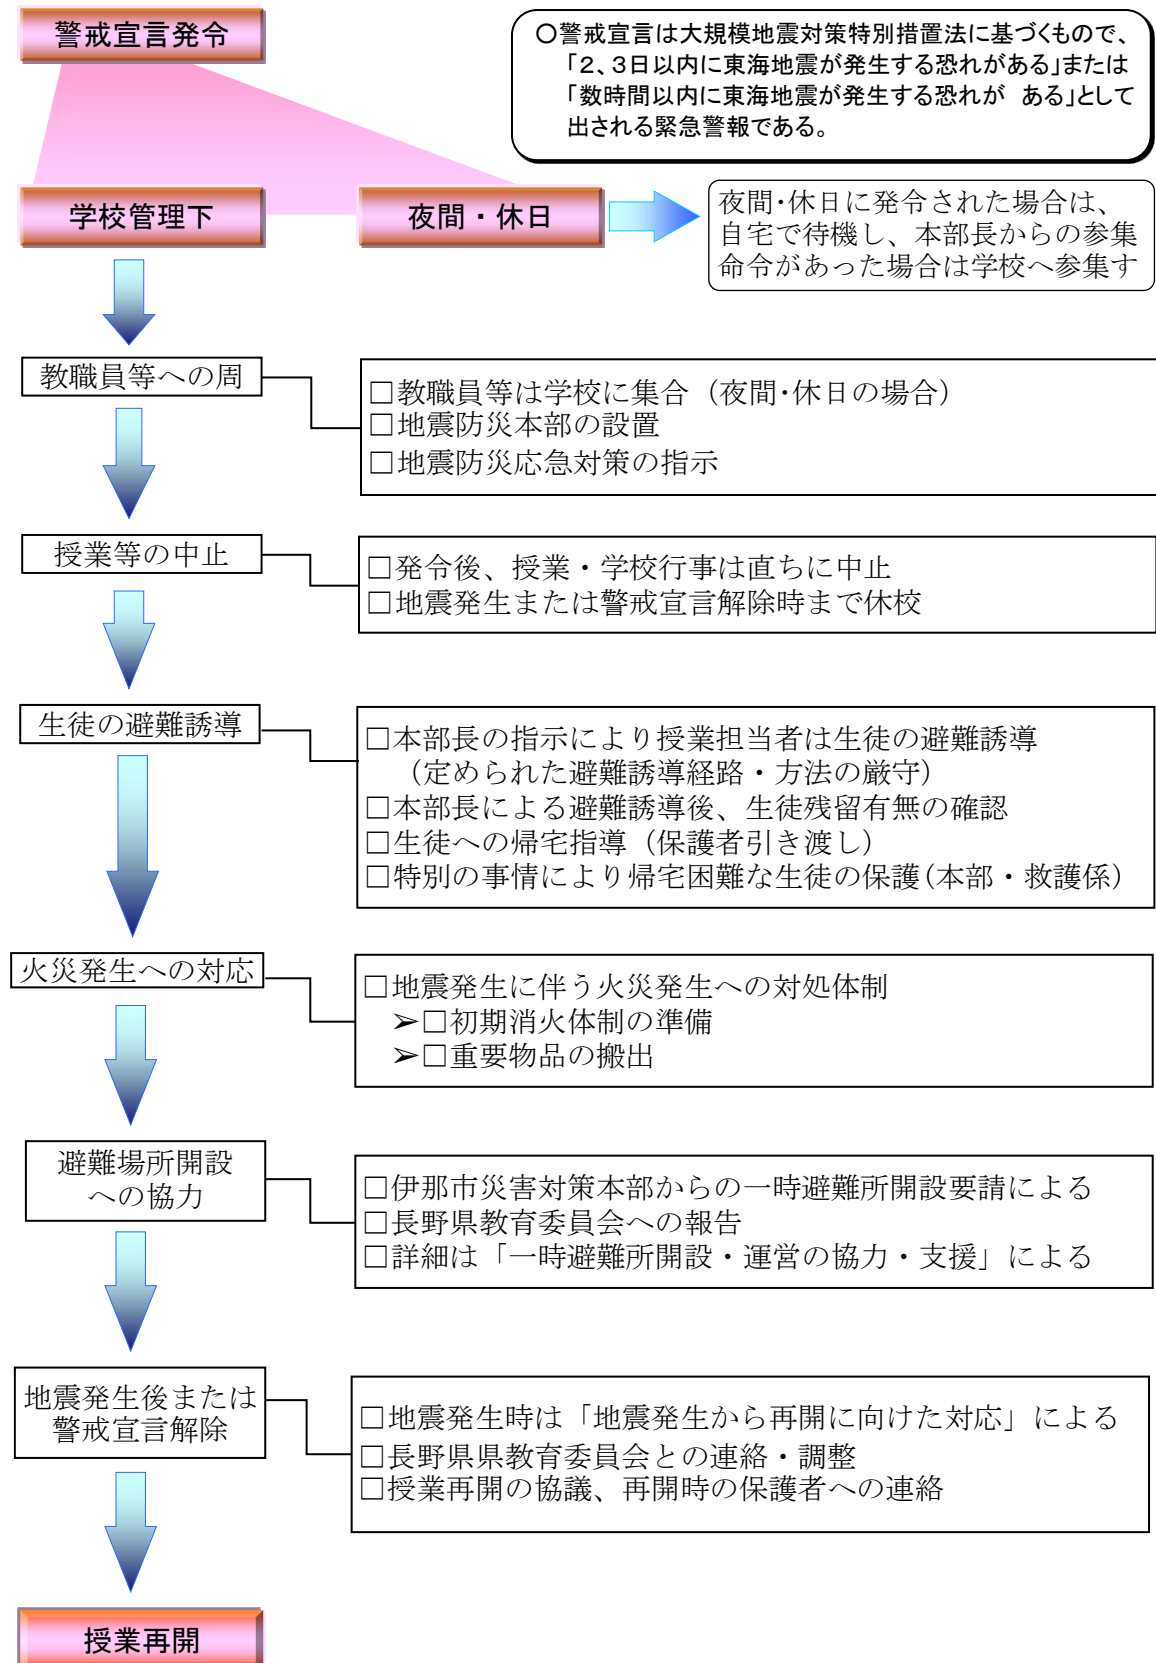 警戒宣言発令
○警戒宣言は大規模地震対策特別措置法に基づくもので、
「2、3日以内に東海地震が発生する恐れがある」または
「数時間以内に東海地震が発生する恐れが ある」として
出される緊急警報である。
学校管理下
夜間・休日
夜間・休日に発令された場合は、
自宅で待機し、本部長からの参集
命令があった場合は学校へ参集す
教職員等への周
□教職員等は学校に集合（夜間・休日の場合）
□地震防災本部の設置
□地震防災応急対策の指示
授業等の中止
□発令後、授業・学校行事は直ちに中止
□地震発生または警戒宣言解除時まで休校
生徒の避難誘導
□本部長の指示により授業担当者は生徒の避難誘導
（定められた避難誘導経路・方法の厳守）
□本部長による避難誘導後、生徒残留有無の確認
□生徒への帰宅指導（保護者引き渡し）
□特別の事情により帰宅困難な生徒の保護（本部・救護係）
火災発生への対応
□地震発生に伴う火災発生への対処体制
➢□初期消火体制の準備
➢□重要物品の搬出
避難場所開設
への協力
□伊那市災害対策本部からの一時避難所開設要請による
□長野県教育委員会への報告
□詳細は「一時避難所開設・運営の協力・支援」による
地震発生後または
警戒宣言解除
□地震発生時は「地震発生から再開に向けた対応」による
□長野県県教育委員会との連絡・調整
□授業再開の協議、再開時の保護者への連絡
授業再開